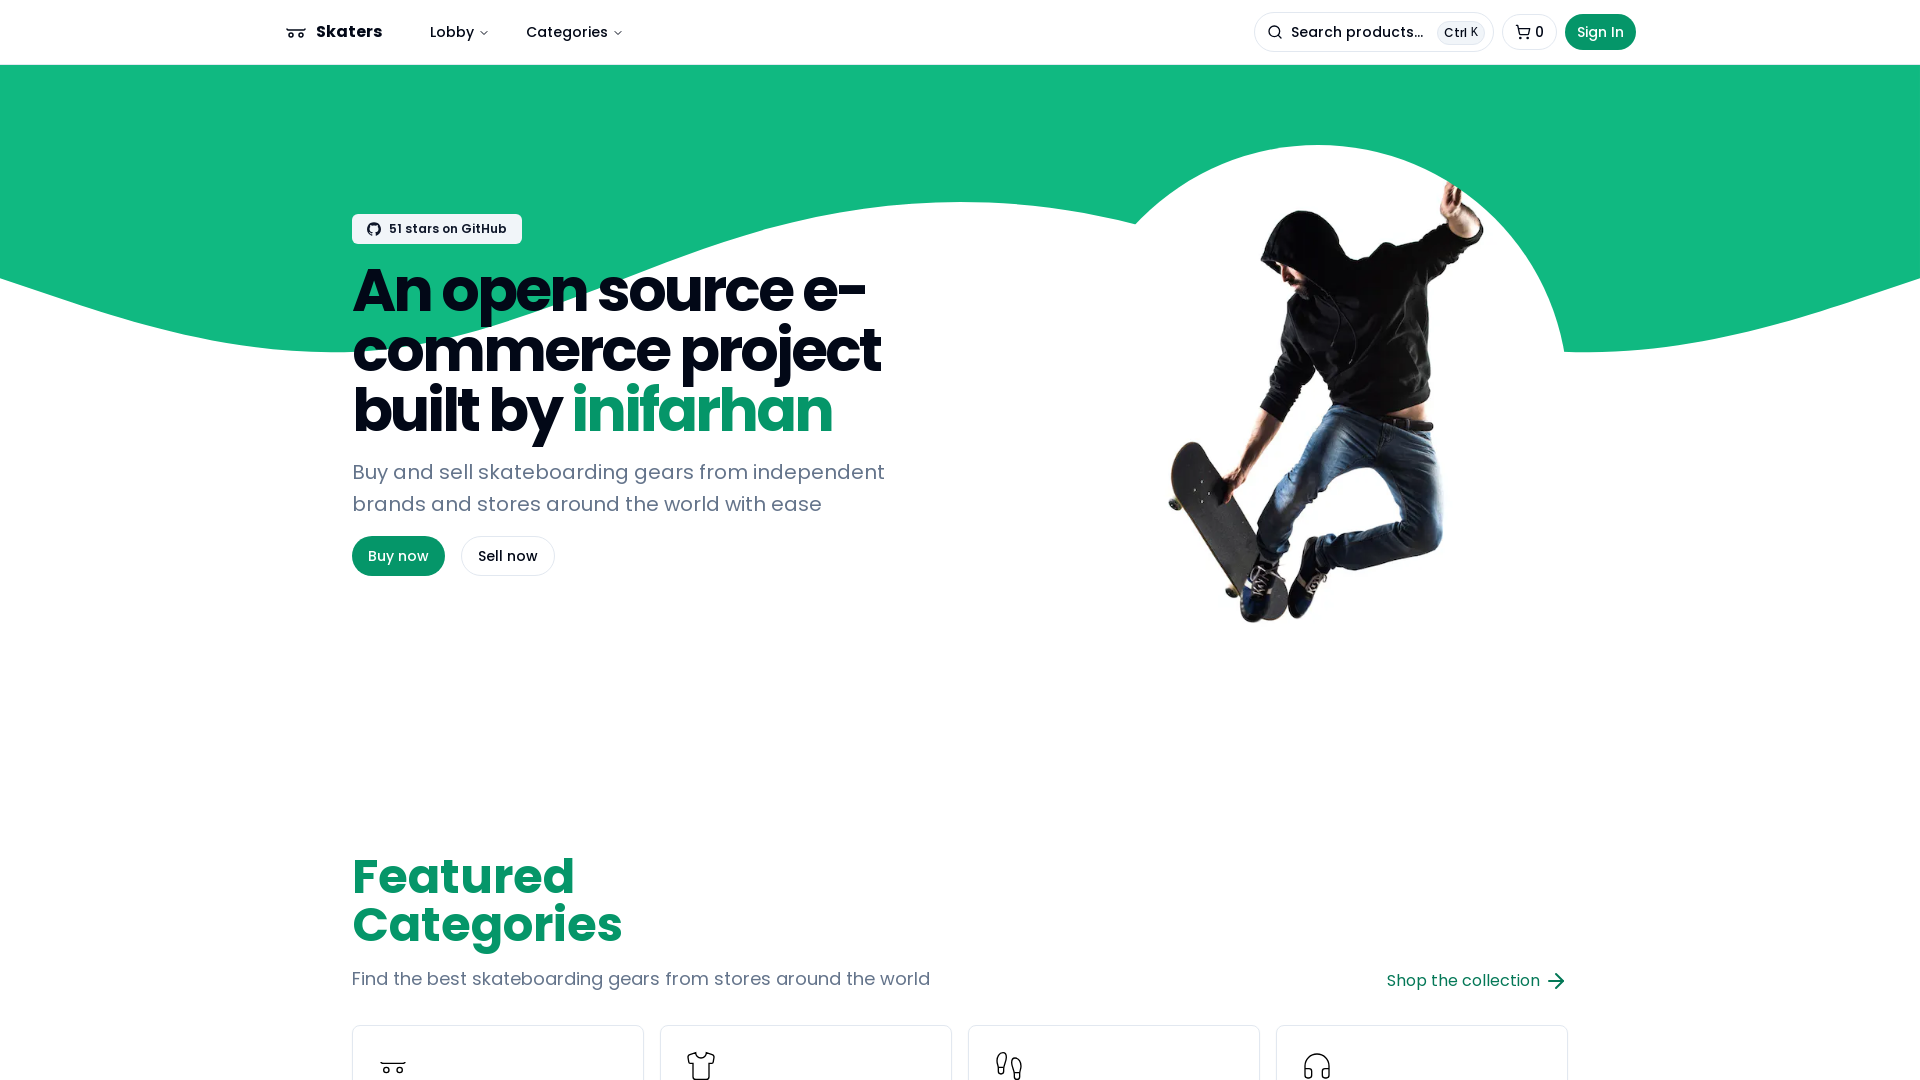 Skaters
Lobby
Categories
Search products...
Ctrl K
0
Sign In
51 stars on GitHub
An open source e-
commerce project
built by inifarhan
Buy and sell skateboarding gears from independent
brands and stores around the world with ease
Buy now
Sell now
Featured
Categories
Find the best skateboarding gears from stores around the world
Shop the collection